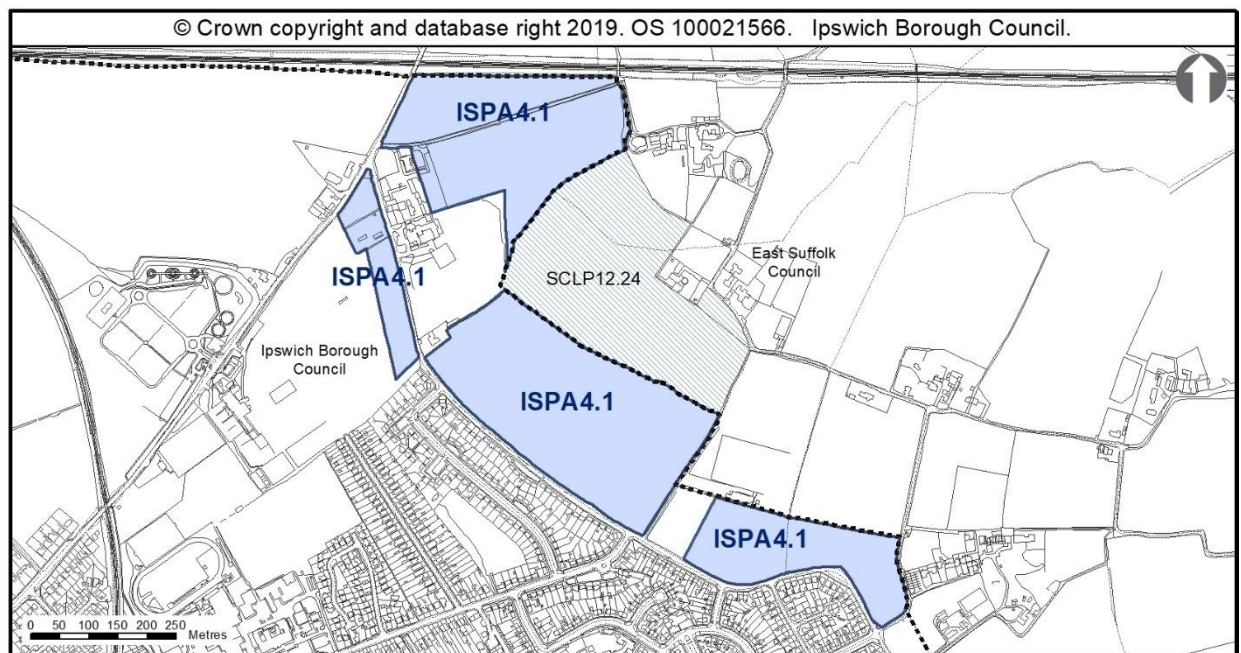 © Crown copyright and database right 2019. OS 100021566. Ipswich Borough Council.
ISPA4.1
East Suffolk
Council
SCLP12.24
ISPA4.1
Ipswich Borough
Council
ISPA4.1
ISPA4.1
0 50 100 150 200 250
Metres